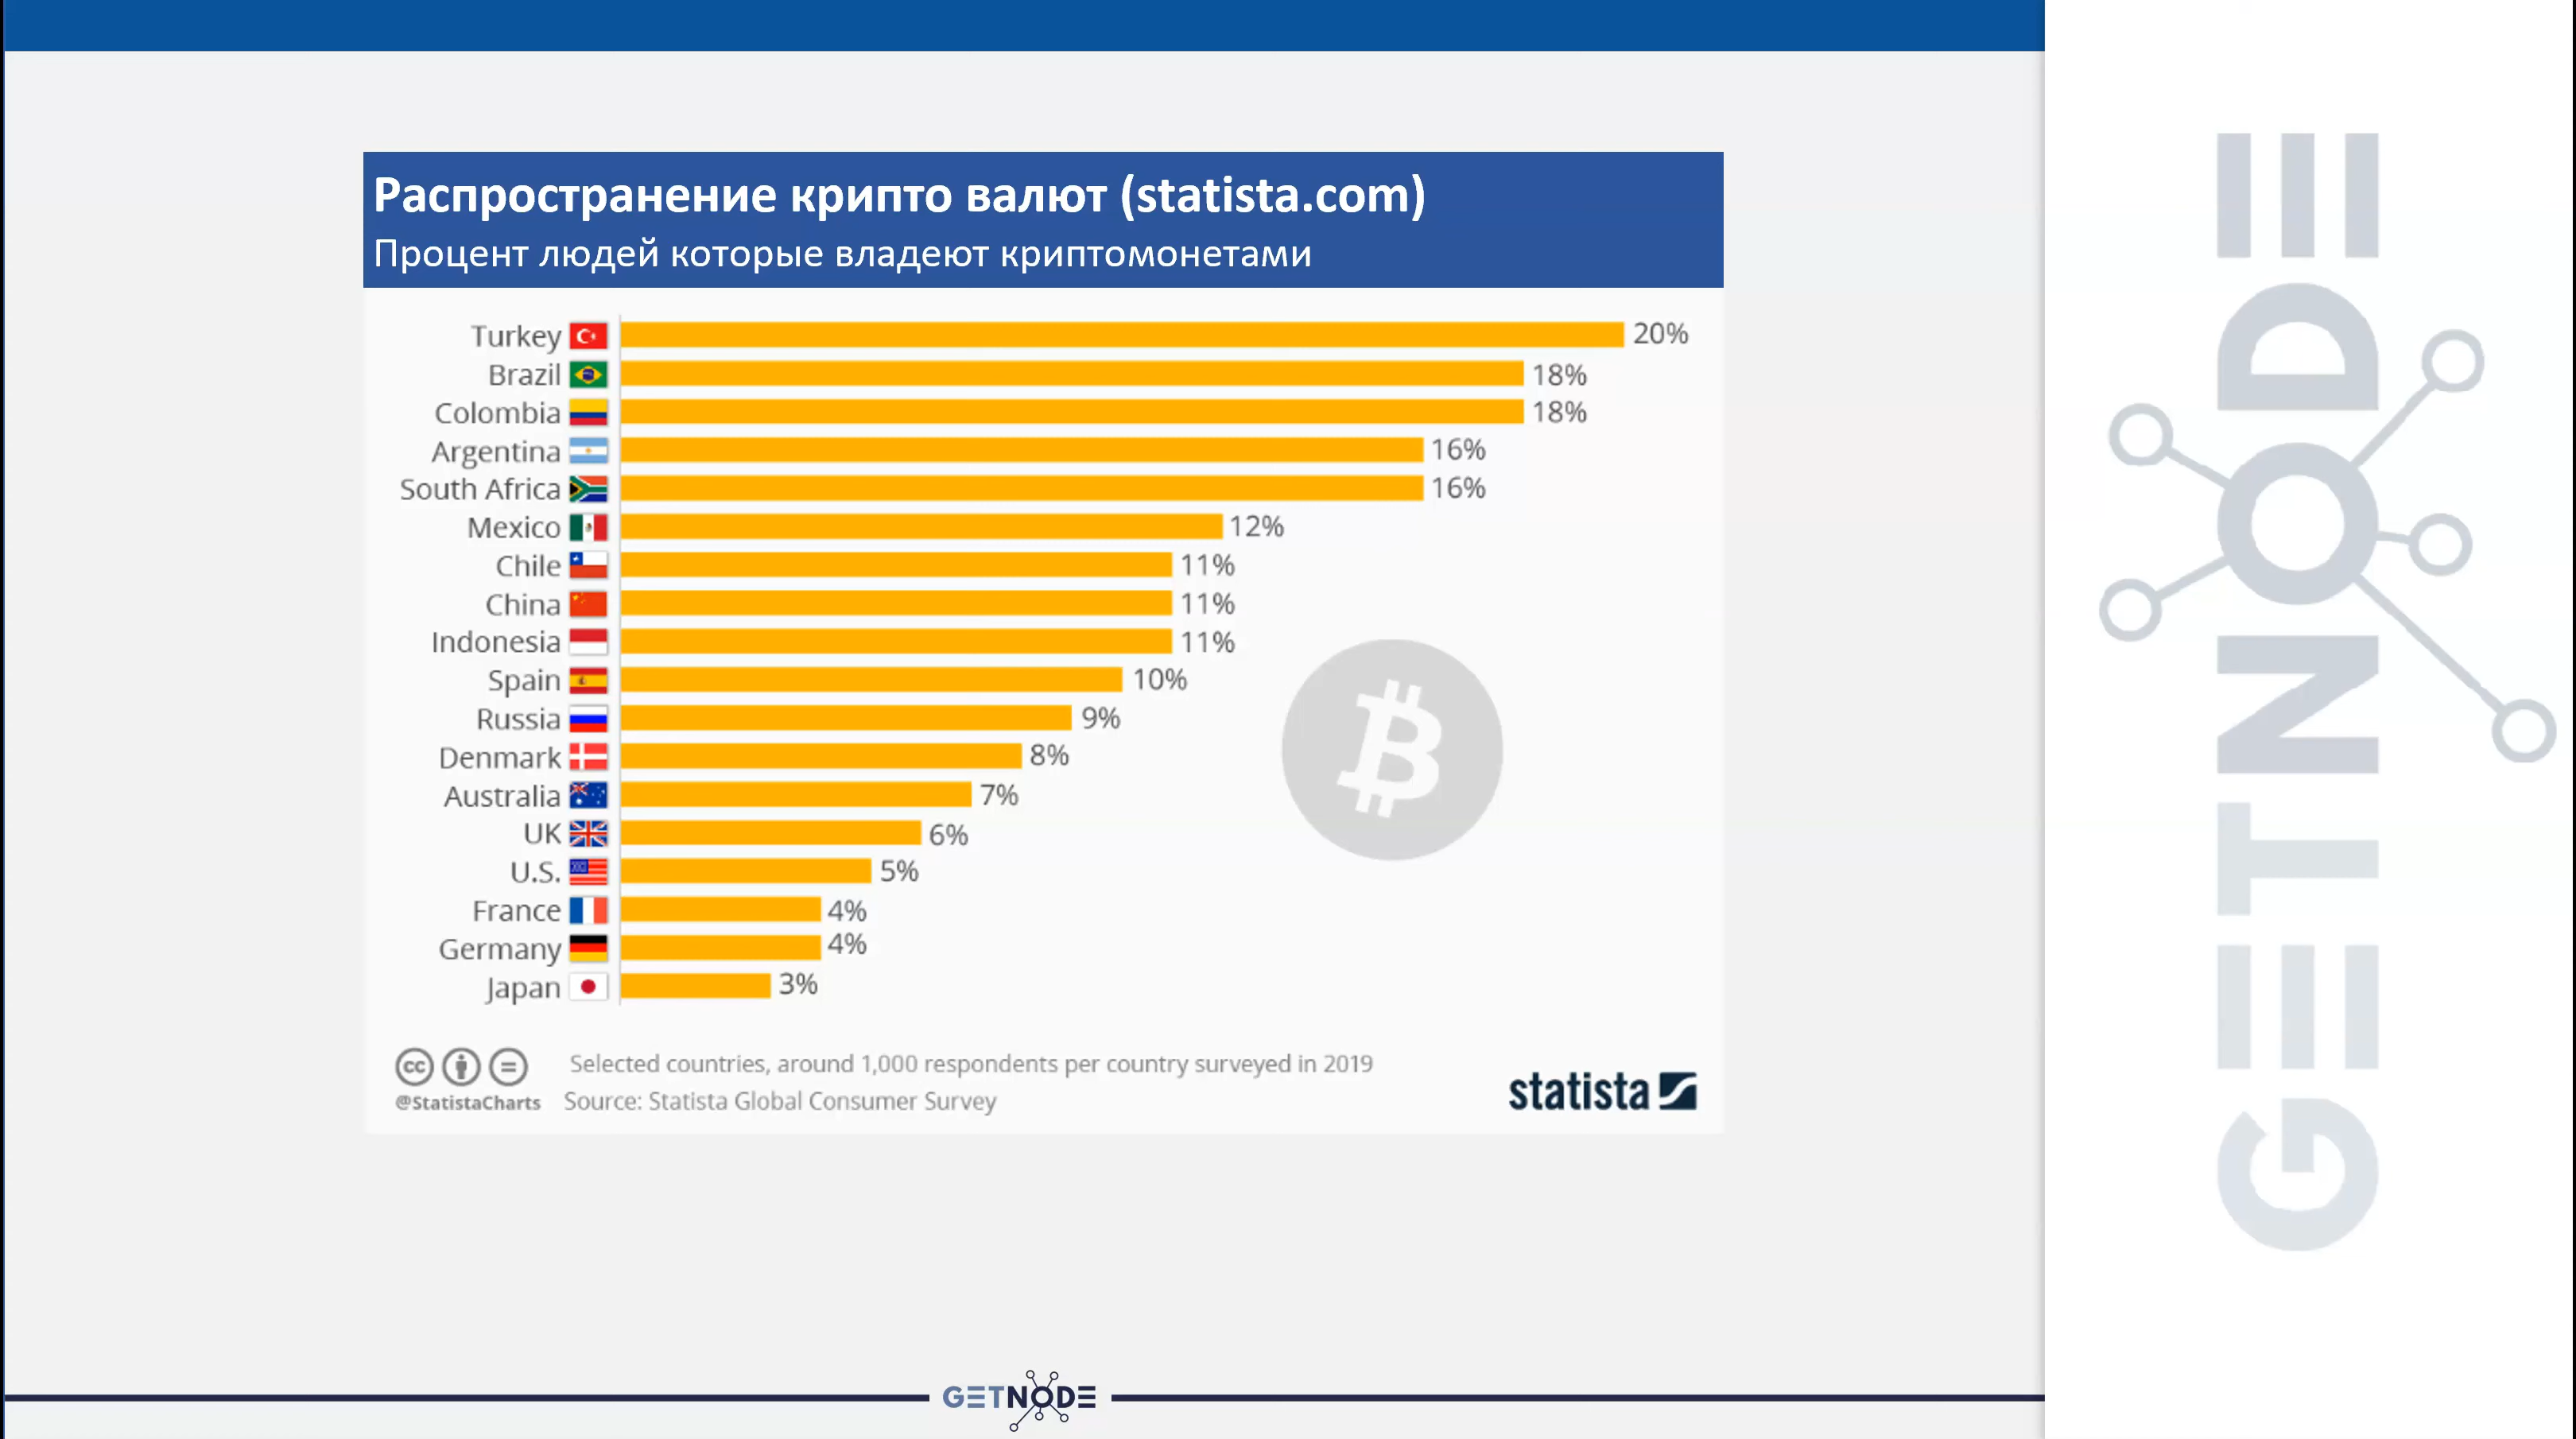 Распространение крипто валют (statista.com)
Процент людей которые владеют криптомонетами
Turkey 20%
Brazil 18%
Colombia 18%
Argentina 16%
South Africa 16%
Mexico 12%
Chile 11%
China 11%
Indonesia 11%
Spain 10%
Russia 9%
Denmark 8%
Australia 7%
UK 6%
U.S. 5%
France 4%
Germany 4%
Japan 3%
cc
Selected countries, around 1,000 respondents per country surveyed in 2019
@StatistaCharts Source: Statista Global Consumer Survey
statista
GETNODE
GETNODE